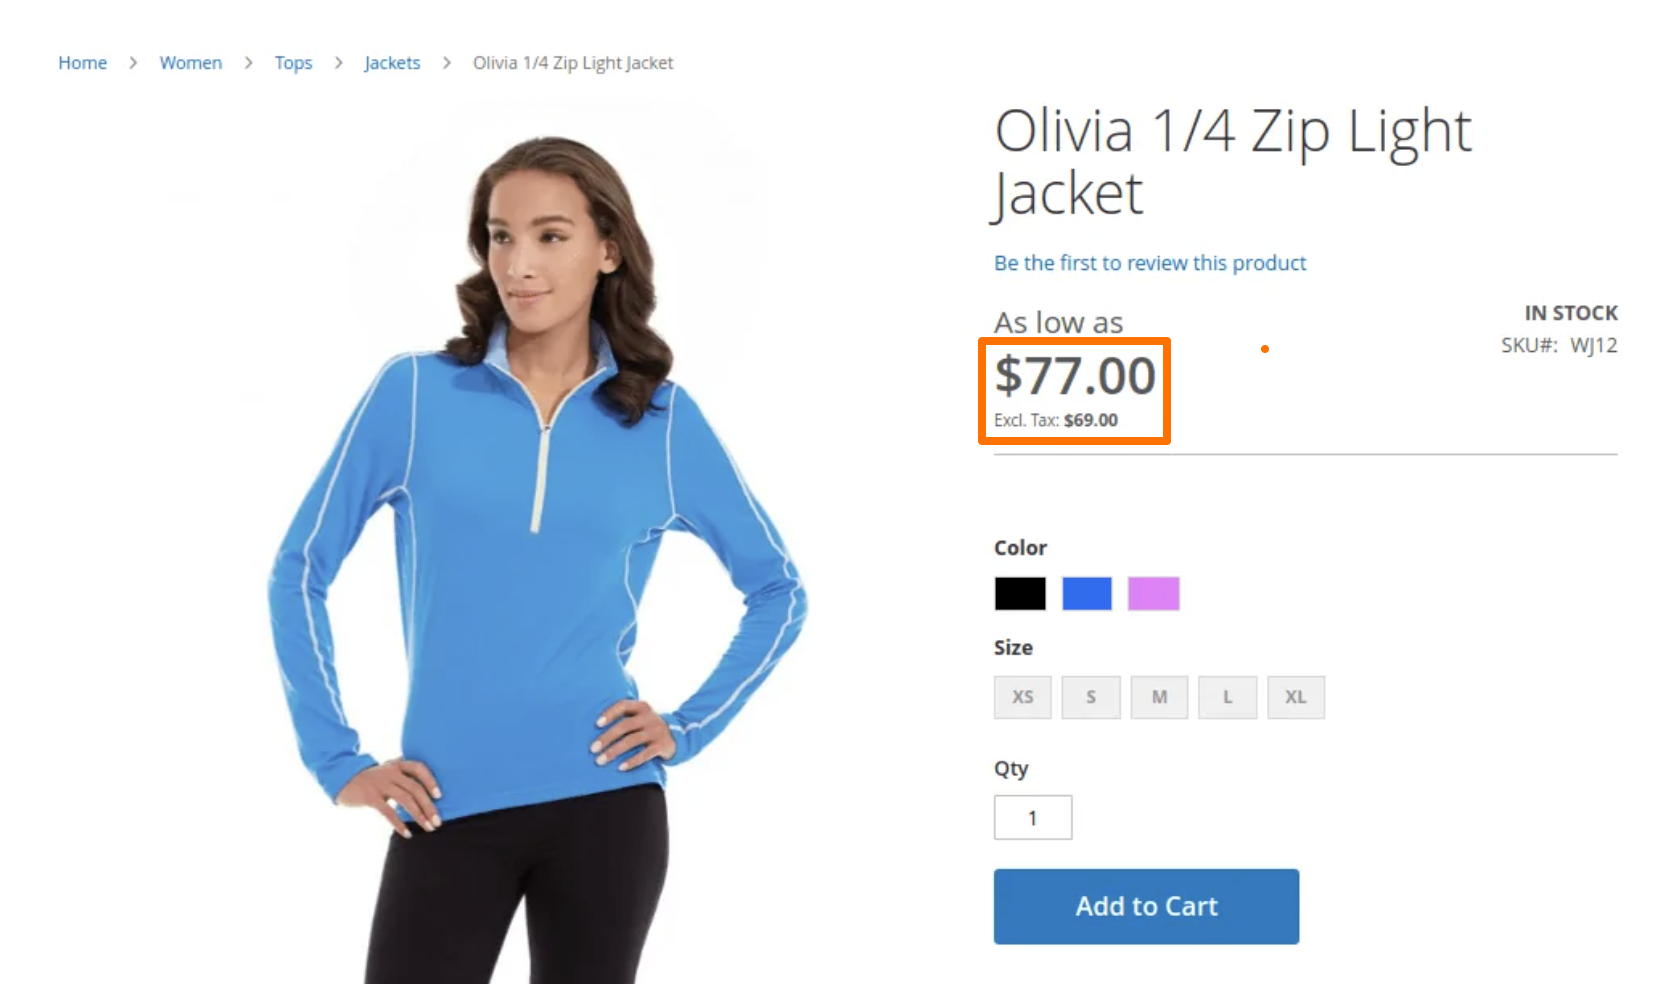 Home > Women > Tops > Jackets > Olivia 1/4 Zip Light Jacket
Olivia 1/4 Zip Light
Jacket
Be the first to review this product
As low as
IN STOCK
$77.00
SKU#: WJ12
Excl. Tax: $69.00
Color
Size
XS S M L XL
Qty
1
Add to Cart